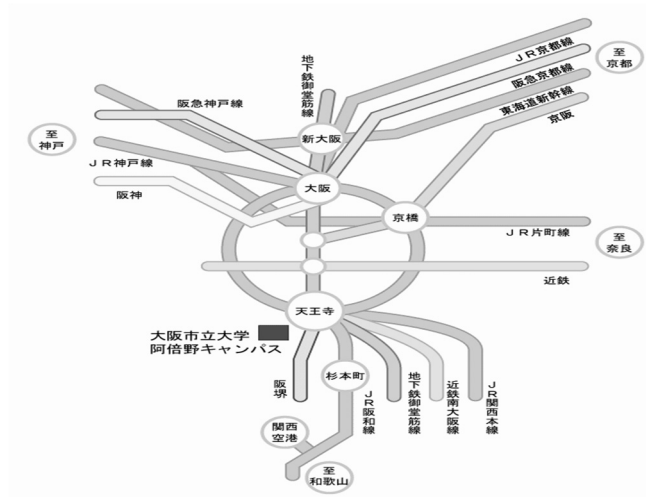 地下鉄御堂筋線
JR京都線
至
京都
阪急京都線
阪急神戸線
東海道新幹線
京阪
新大阪
至
神戸
JR神戸線
大阪
阪神
京橋
JR片町線
至
奈良
近鉄
天王寺
大阪市立大学
阿倍野キャンパス
阪堺
杉本町
JR阪和線
地下鉄御堂筋線
近鉄南大阪線
JR関西本線
関西
空港
至
和歌山